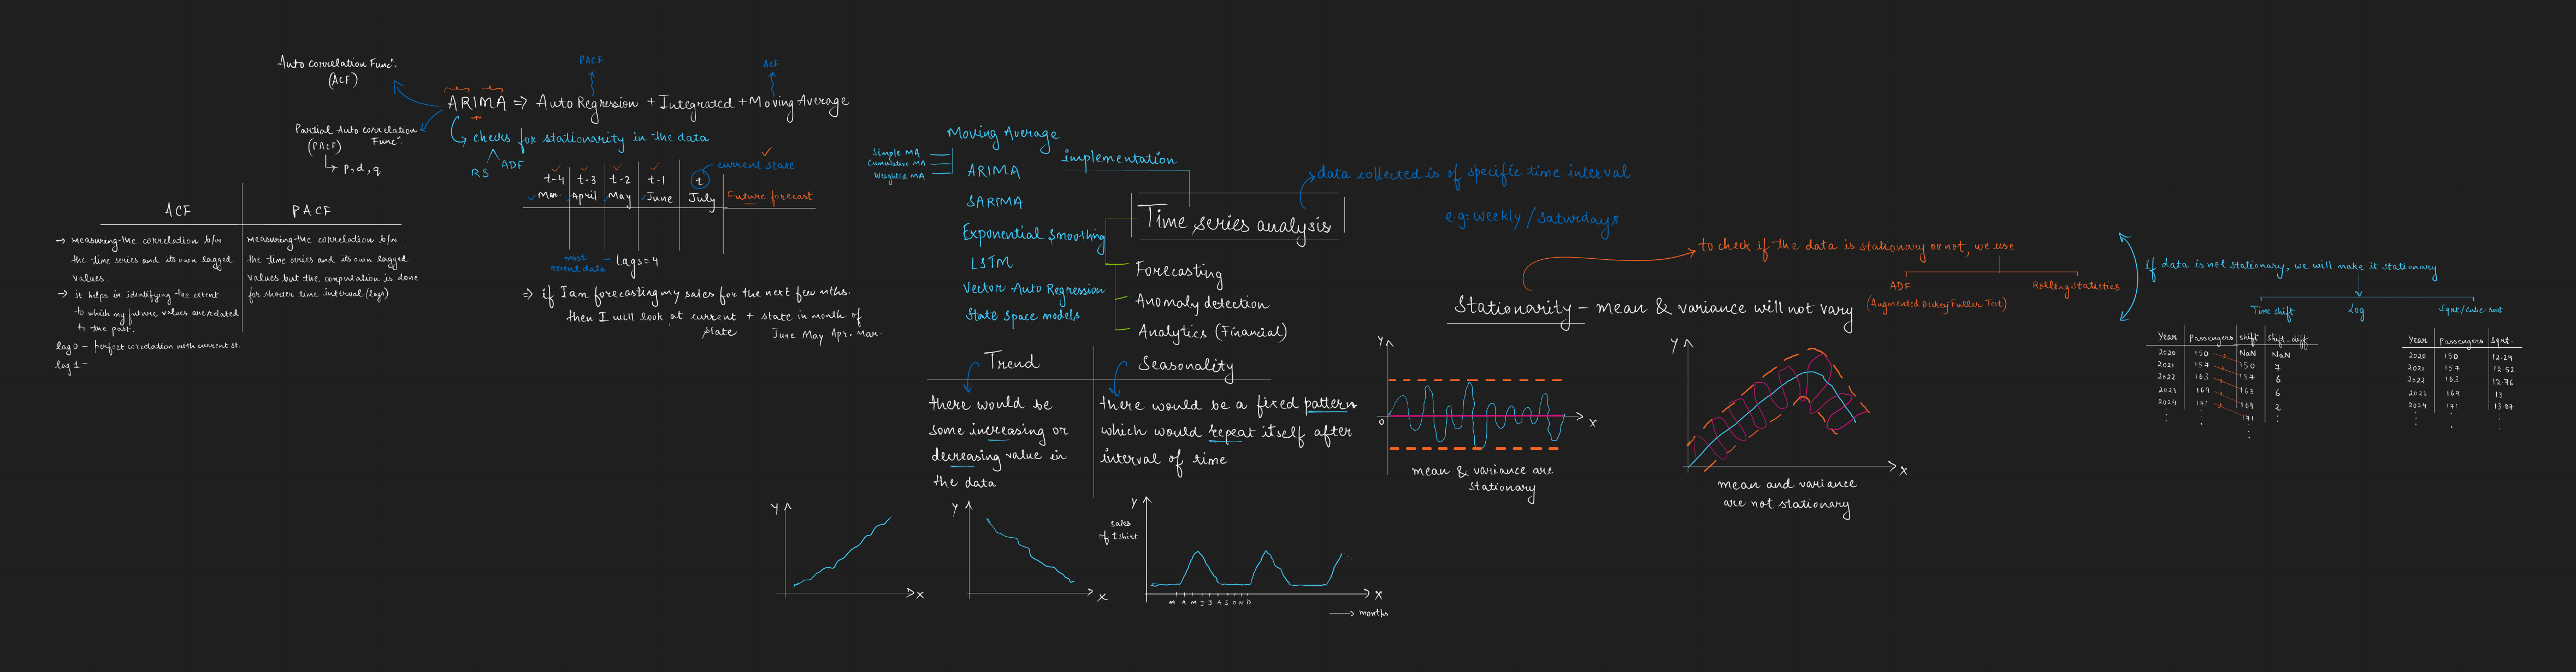 Auto correlation Func".
(ACF)
Partial Auto correlation
Func".
(PACF)
p,d,q
PACF
ACF
ARIMA => Auto Regression + Integrated + Moving Average
checks for stationarity in the data
RS
ADF
current state
t-4 t-3 t-2 t-1 t
Mar. April May June July Future forecast
most
recent data
- lags=4
=> if I am forecasting my sales for the next few mths.
then I will look at current + state in month of
state
June May Apr. Mar.
ACF
PACF
-> measuring the correlation b/w
the time series and its own lagged
values.
-> it helps in identifying the extent
to which my future values are related
to the past.
lag 0 - perfect correlation with current st.
lag 1 -
measuring the correlation b/w
the time series and its own lagged
values but the computation is done
for shorter time interval (lags)
Moving Average
Simple MA
Cumulative MA
Weighted MA
ARIMA
SARIMA
Exponential Smoothing
LSTM
Vector Auto Regression
State Space models
implementation
Time series analysis
Forecasting
Anomaly detection
Analytics (Financial)
data collected is of specific time interval
e.g: weekly / Saturdays
Trend
there would be
some increasing or
decreasing value in
the data
Seasonality
there would be a fixed pattern
which would repeat itself after
interval of time
Y
X
Y
X
Y
sales
of tshirt
M A M J J A S O N D
X
months
Stationarity - mean & variance will not vary
to check if the data is stationary or not, we use
ADF
(Augmented Dickey Fuller Test)
Rolling Statistics
Y
0
X
mean & variance are
stationary
Y
X
mean and variance
are not stationary
if data is not stationary, we will make it stationary
Time shift
Log
Sqrt/cube root
Year Passengers shift Shift_diff
2020 150 NaN NaN
2021 157 150 7
2022 163 157 6
2023 169 163 6
2024 171 169 2
171
Year Passengers Sqrt.
2020 150 12.24
2021 157 12.52
2022 163 12.76
2023 169 13
2024 171 13.07